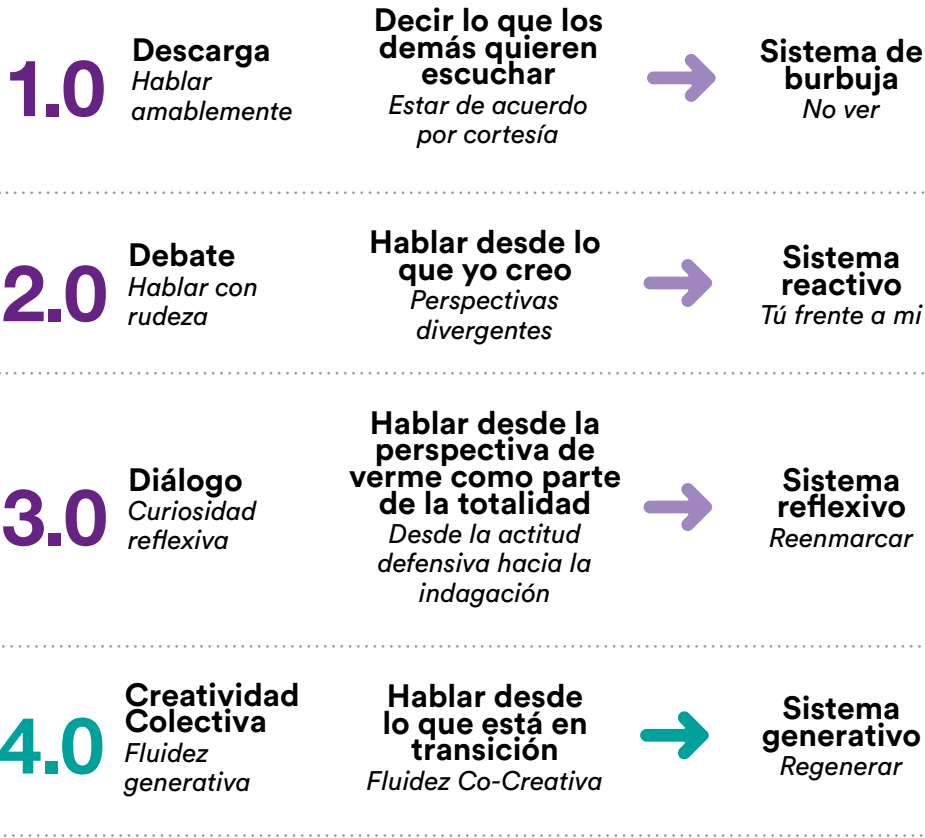 1.0
Descarga
Hablar
amablemente
Decir lo que los
demás quieren
escuchar
Estar de acuerdo
por cortesía
Sistema de
burbuja
No ver
2.0
Debate
Hablar con
rudeza
Hablar desde lo
que yo creo
Perspectivas
divergentes
Sistema
reactivo
Tú frente a mi
3.0
Diálogo
Curiosidad
reflexiva
Hablar desde la
perspectiva de
verme como parte
de la totalidad
Desde la actitud
defensiva hacia la
indagación
Sistema
reflexivo
Reenmarcar
4.0
Creatividad
Colectiva
Fluidez
generativa
Hablar desde
lo que está en
transición
Fluidez Co-Creativa
Sistema
generativo
Regenerar